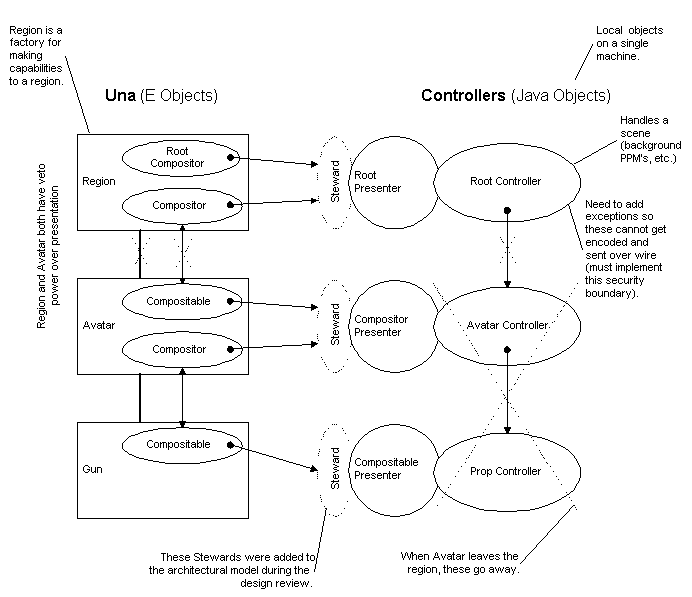 Region is a
factory for
making
capabilities
to a region.
Local objects
on a single
machine.
Una (E Objects)
Controllers (Java Objects)
Handles a
scene
(background
PPM's, etc.)
Region and Avatar both have veto
power over presentation
Region
Root
Compositor
Compositor
Steward
Root
Presenter
Root Controller
Need to add
exceptions so
these cannot get
encoded and
sent over wire
(must implement
this security
boundary).
Avatar
Compositable
Compositor
Steward
Compositor
Presenter
Avatar Controller
Gun
Compositable
Steward
Compositable
Presenter
Prop Controller
These Stewards were added to
the architectural model during the
design review.
When Avatar leaves the
region, these go away.